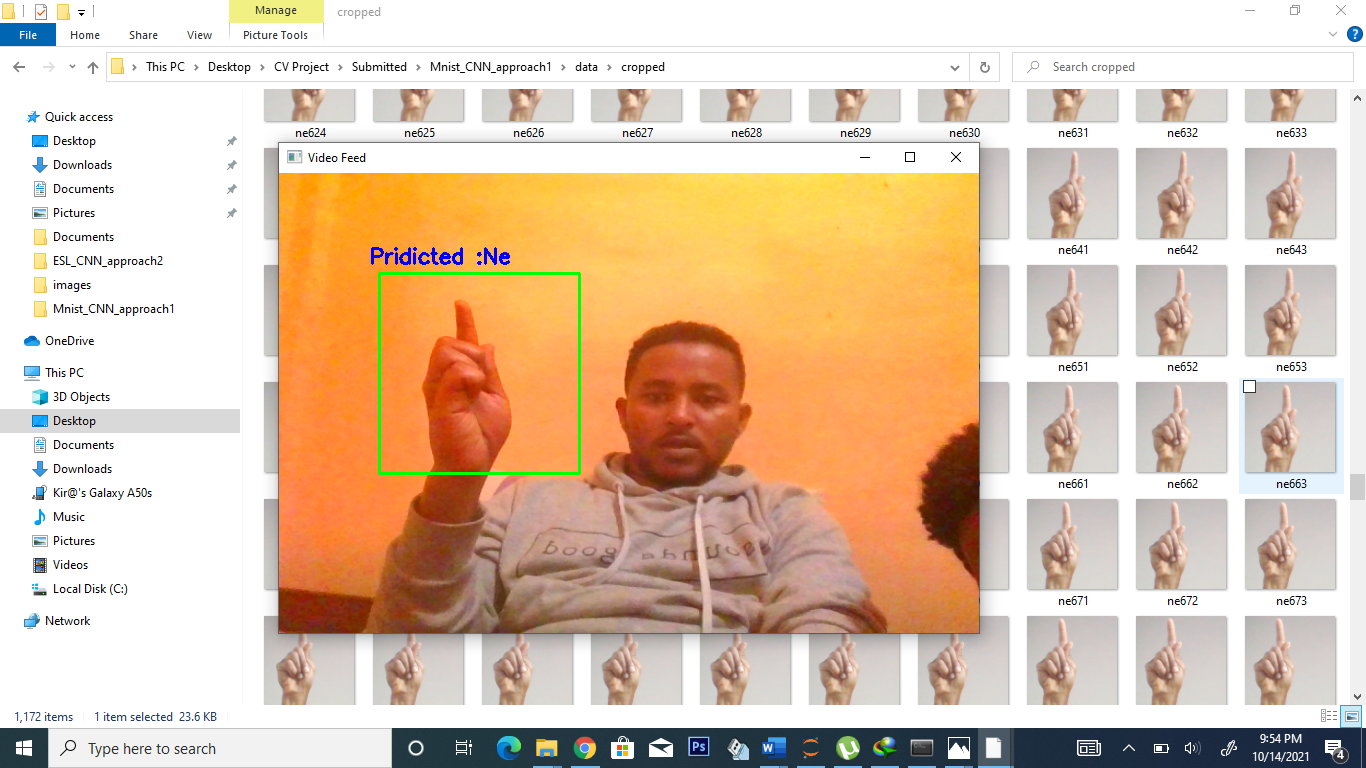 Manage
cropped
File
Home
Share
View
Picture Tools
This PC
Desktop
CV Project
Submitted
Mnist_CNN_approach1
data
cropped
Search cropped
Quick access
Desktop
Downloads
Documents
Pictures
Documents
ESL_CNN_approach2
images
Mnist_CNN_approach1
OneDrive
This PC
3D Objects
Desktop
Documents
Downloads
Kir@'s Galaxy A50s
Music
Pictures
Videos
Local Disk (C:)
Network
ne624 ne625 ne626 ne627 ne628 ne629 ne630 ne631 ne632 ne633
Video Feed
Pridicted :Ne
ne641 ne642 ne643
ne651 ne652 ne653
ne661 ne662 ne663
ne671 ne672 ne673
1,172 items 1 item selected 23.6 KB
Type here to search
Ps
W
9:54 PM
10/14/2021
4